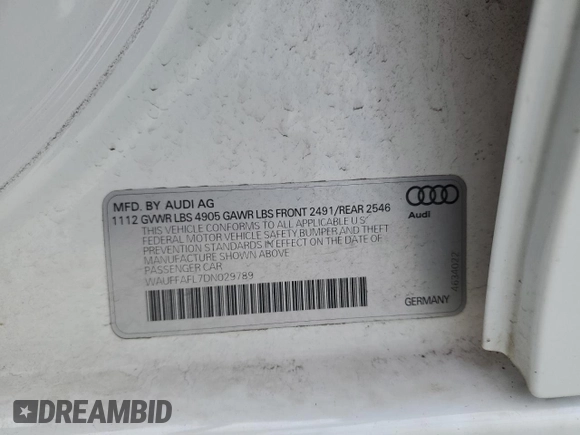 MFD. BY AUDI AG
1112 GVWR LBS 4905 GAWR LBS FRONT 2491/REAR 2546
THIS VEHICLE CONFORMS TO ALL APPLICABLE U.S.
FEDERAL MOTOR VEHICLE SAFETY,BUMPER,AND THEFT
PREVENTION STANDARDS IN EFFECT ON THE DATE OF
MANUFACTURE SHOWN ABOVE
PASSENGER CAR
WAUFFAFL7DN029789
Audi
4634072
GERMANY
DREAMBID